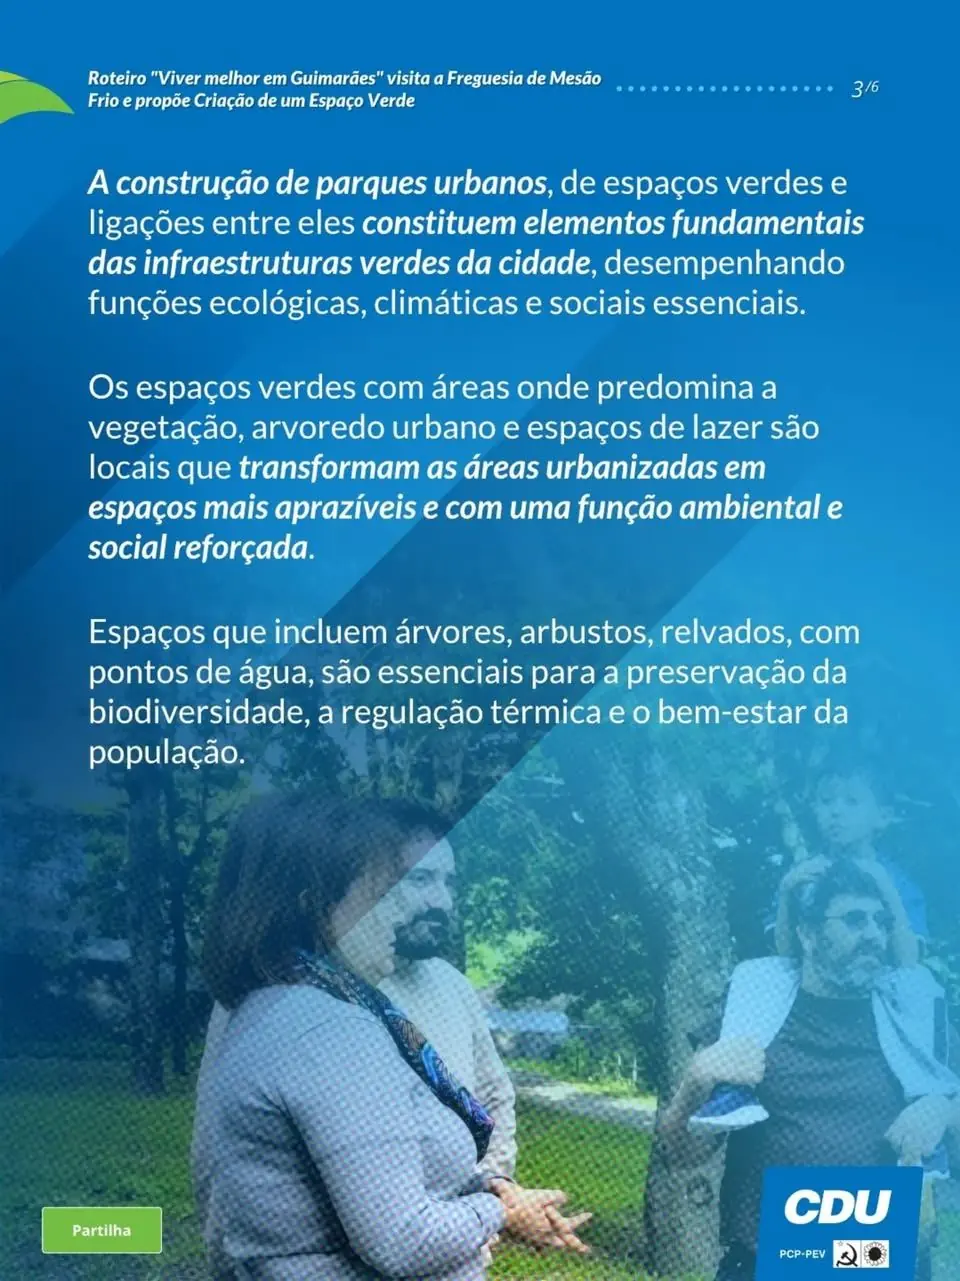 Roteiro "Viver melhor em Guimarães" visita a Freguesia de Mesão
Frio e propõe Criação de um Espaço Verde
3/6
A construção de parques urbanos, de espaços verdes e
ligações entre eles constituem elementos fundamentais
das infraestruturas verdes da cidade, desempenhando
funções ecológicas, climáticas e sociais essenciais.
Os espaços verdes com áreas onde predomina a
vegetação, arvoredo urbano e espaços de lazer são
locais que transformam as áreas urbanizadas em
espaços mais aprazíveis e com uma função ambiental e
social reforçada.
Espaços que incluem árvores, arbustos, relvados, com
pontos de água, são essenciais para a preservação da
biodiversidade, a regulação térmica e o bem-estar da
população.
Partilha
CDU
PCP-PEV